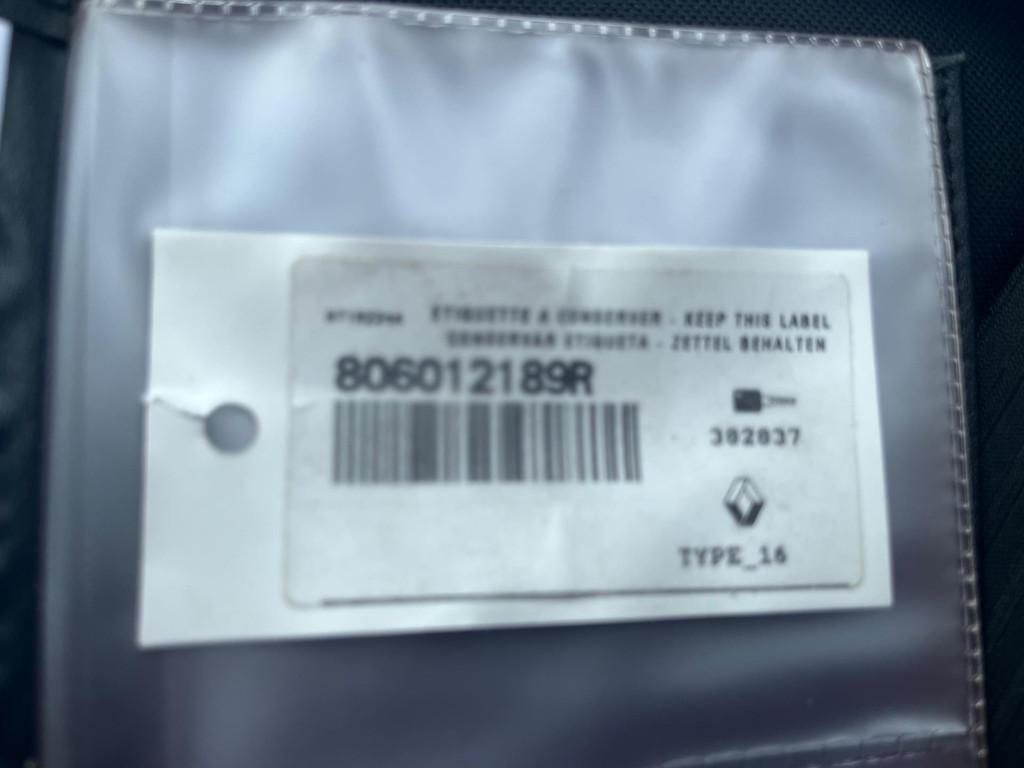 ETIQUETTE A CONSERVER - KEEP THIS LABEL
CONSERVAR ETIQUETA - ZETTEL BEHALTEN
806012189R
382837
TYPE_16